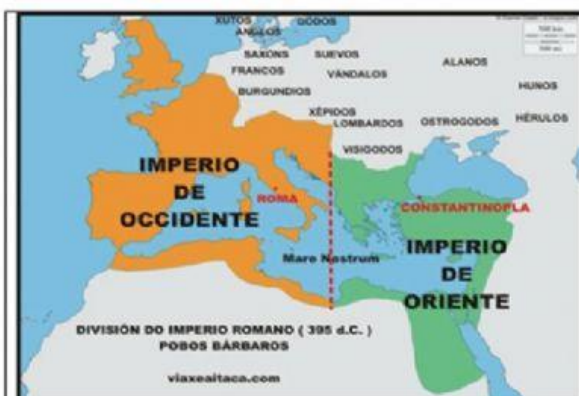 XUTOS
GODOS
ANGLOS
SAXÓNS
SUEVOS
ALANOS
FRANCOS
VÁNDALOS
HUNOS
BURGUNDIOS
XÉPIDOS
LOMBARDOS
OSTROGODOS
HÉRULOS
VISIGODOS
IMPERIO
DE
OCCIDENTE
ROMA
CONSTANTINOPLA
Mare Nostrum
IMPERIO
DE
ORIENTE
DIVISIÓN DO IMPERIO ROMANO ( 395 d.C. )
POBOS BÁRBAROS
viaxeaitaca.com